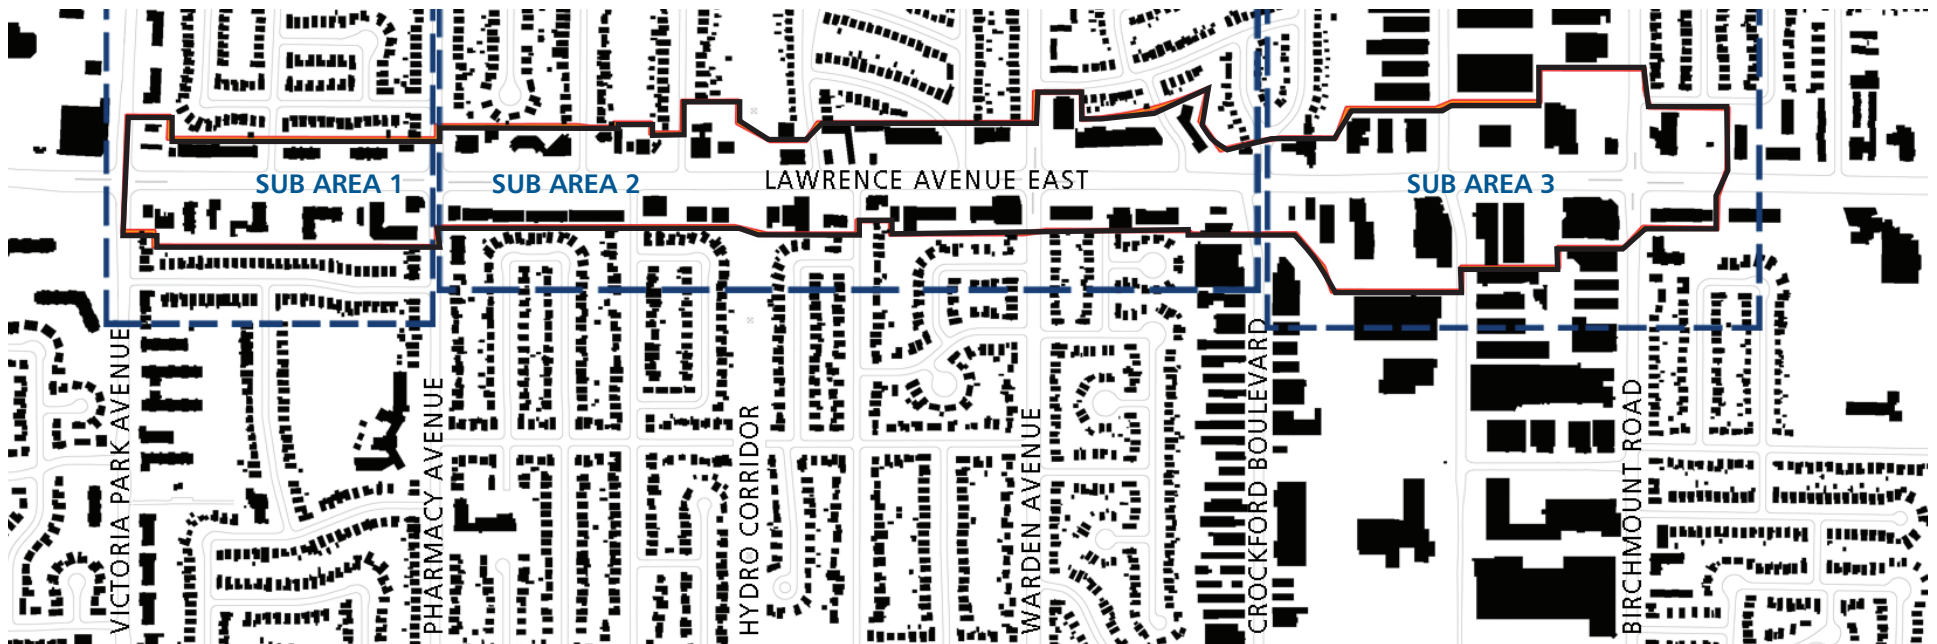 SUB AREA 1
SUB AREA 2
LAWRENCE AVENUE EAST
SUB AREA 3
VICTORIA PARK AVENUE
PHARMACY AVENUE
HYDRO CORRIDOR
WARDEN AVENUE
CROCKFORD BOULEVARD
BIRCHMOUNT ROAD